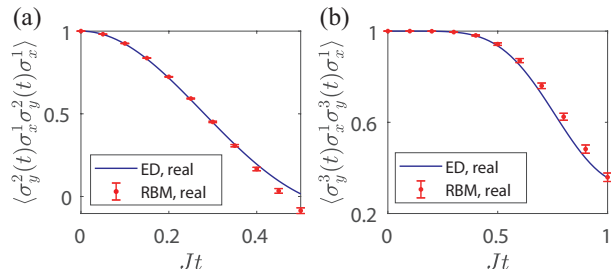 (a)
⟨σ_y^2(t)σ_x^1σ_y^2(t)σ_x^1⟩
1
0.5
0
ED, real
RBM, real
0
0.2
0.4
Jt
(b)
⟨σ_y^3(t)σ_x^1σ_y^3(t)σ_x^1⟩
1
0.6
0.2
ED, real
RBM, real
0
0.5
1
Jt